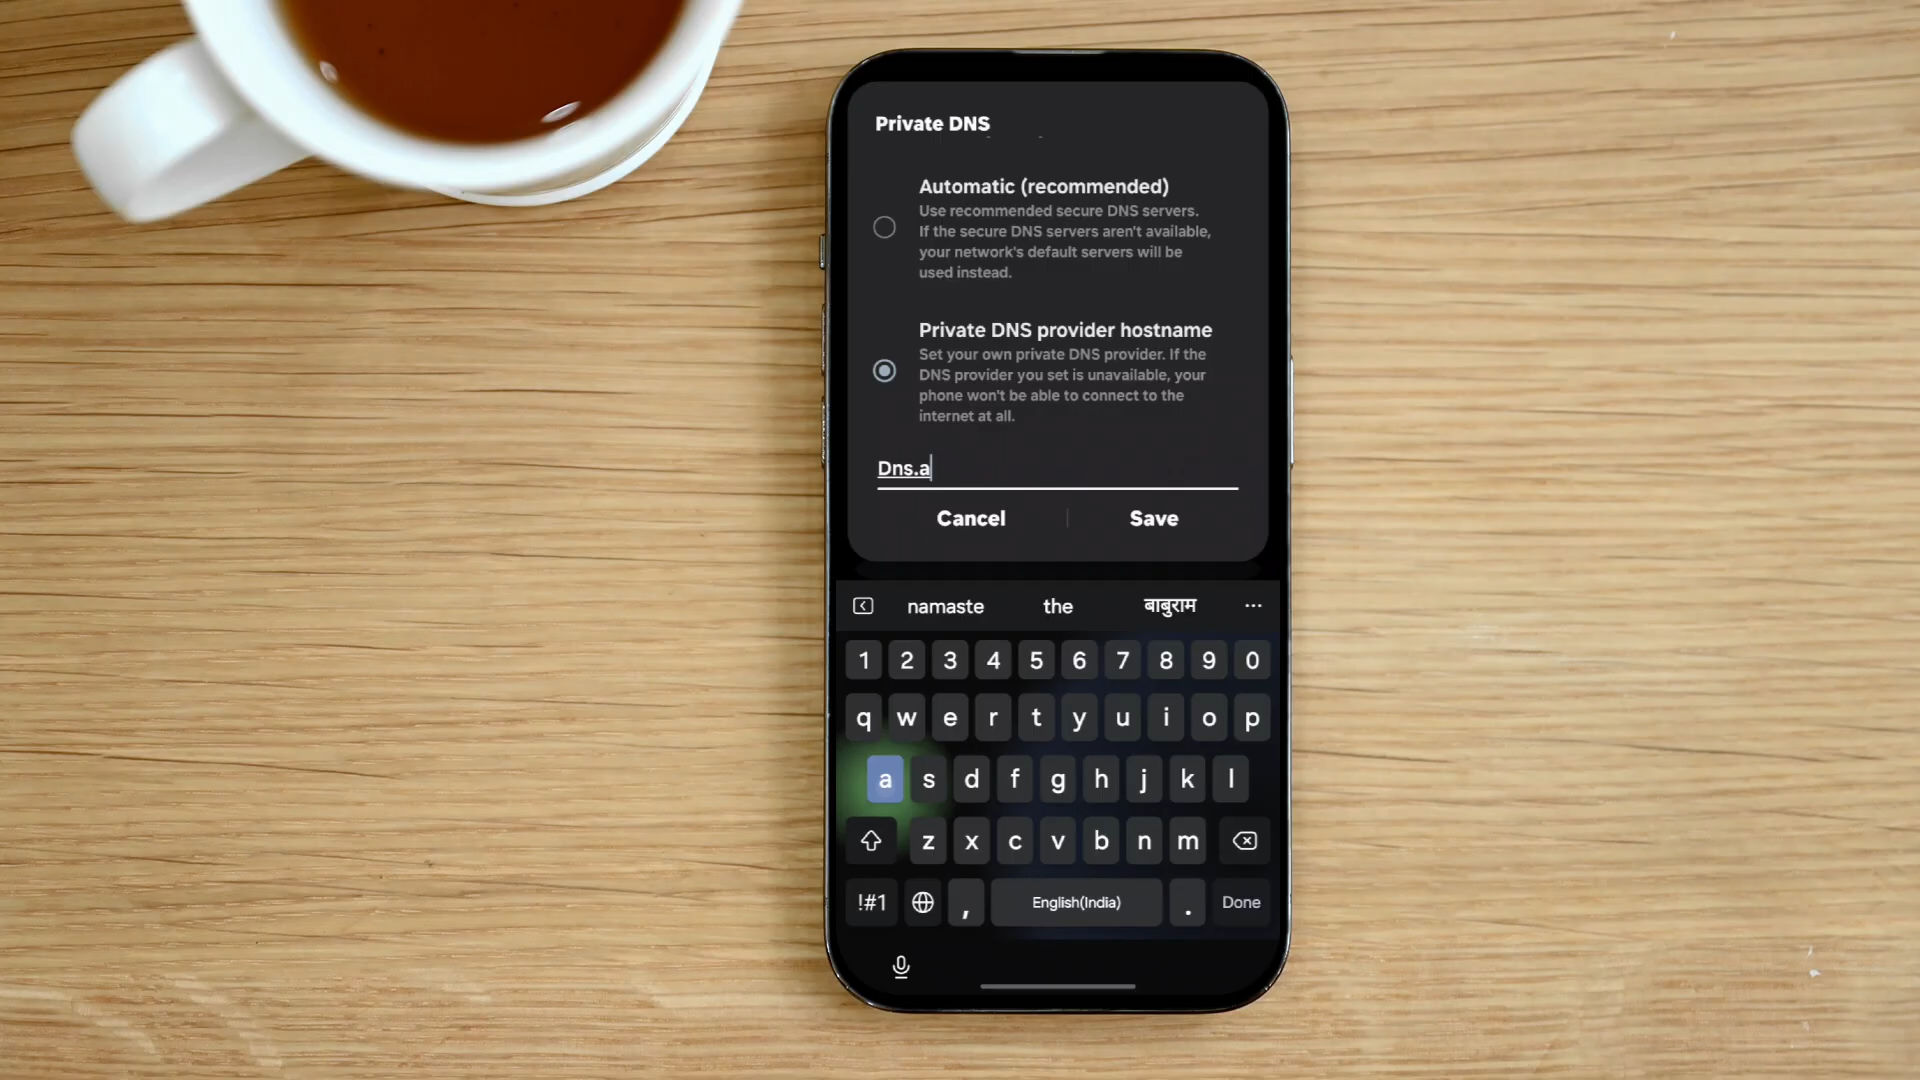 Private DNS
Automatic (recommended)
Use recommended secure DNS servers.
If the secure DNS servers aren't available,
your network's default servers will be
used instead.
Private DNS provider hostname
Set your own private DNS provider. If the
DNS provider you set is unavailable, your
phone won't be able to connect to the
internet at all.
Dns.a
Cancel | Save
namaste the बाबुराम ...
1 2 3 4 5 6 7 8 9 0
q w e r t y u i o p
a s d f g h j k l
z x c v b n m
!#1 , English(India) . Done